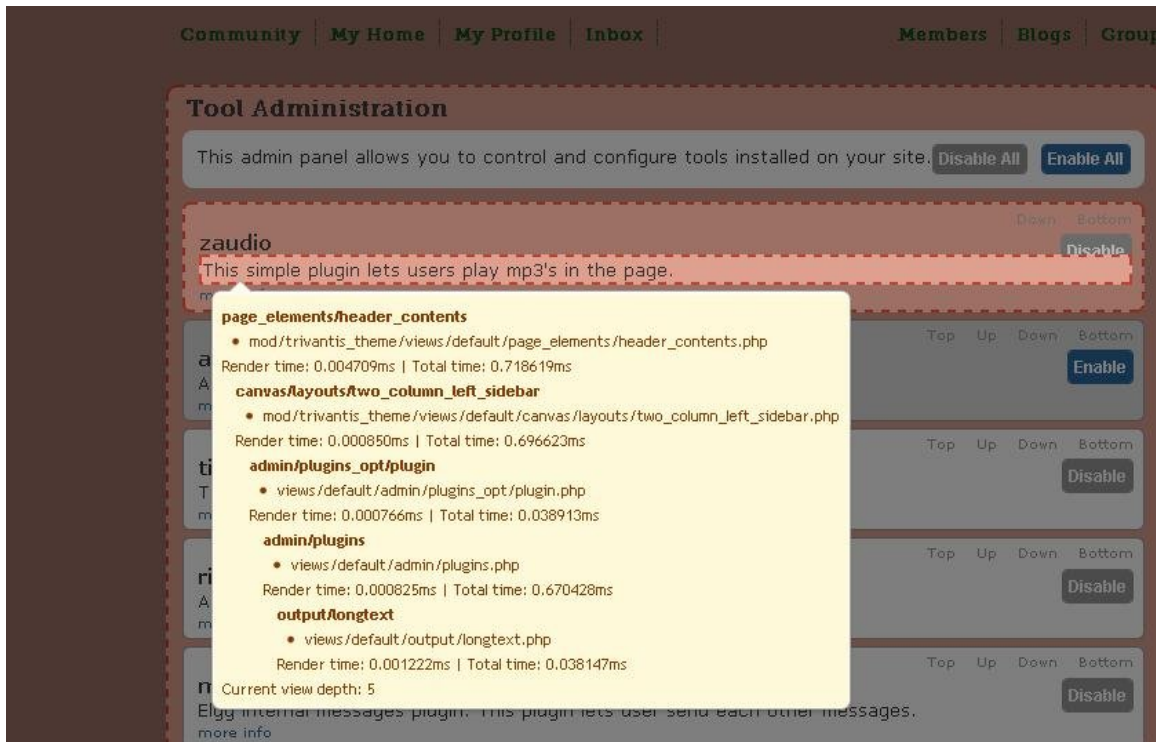 Community My Home My Profile Inbox Members Blogs Group
Tool Administration
This admin panel allows you to control and configure tools installed on your site. Disable All Enable All
Down Bottom
zaudio
Disable
This simple plugin lets users play mp3's in the page.
page_elements/header_contents
• mod/trivantis_theme/views/default/page_elements/header_contents.php
Render time: 0.004709ms | Total time: 0.718619ms
canvas/layouts/two_column_left_sidebar
• mod/trivantis_theme/views/default/canvas/layouts/two_column_left_sidebar.php
Render time: 0.000850ms | Total time: 0.696623ms
admin/plugins_opt/plugin
• views/default/admin/plugins_opt/plugin.php
Render time: 0.000766ms | Total time: 0.038913ms
admin/plugins
• views/default/admin/plugins.php
Render time: 0.000825ms | Total time: 0.670428ms
output/longtext
• views/default/output/longtext.php
Render time: 0.001222ms | Total time: 0.038147ms
Current view depth: 5
Top Up Down Bottom
Enable
Top Up Down Bottom
Disable
Top Up Down Bottom
Disable
Top Up Down Bottom
Disable
Elgg internal messages plugin. This plugin lets user send each other messages.
more info